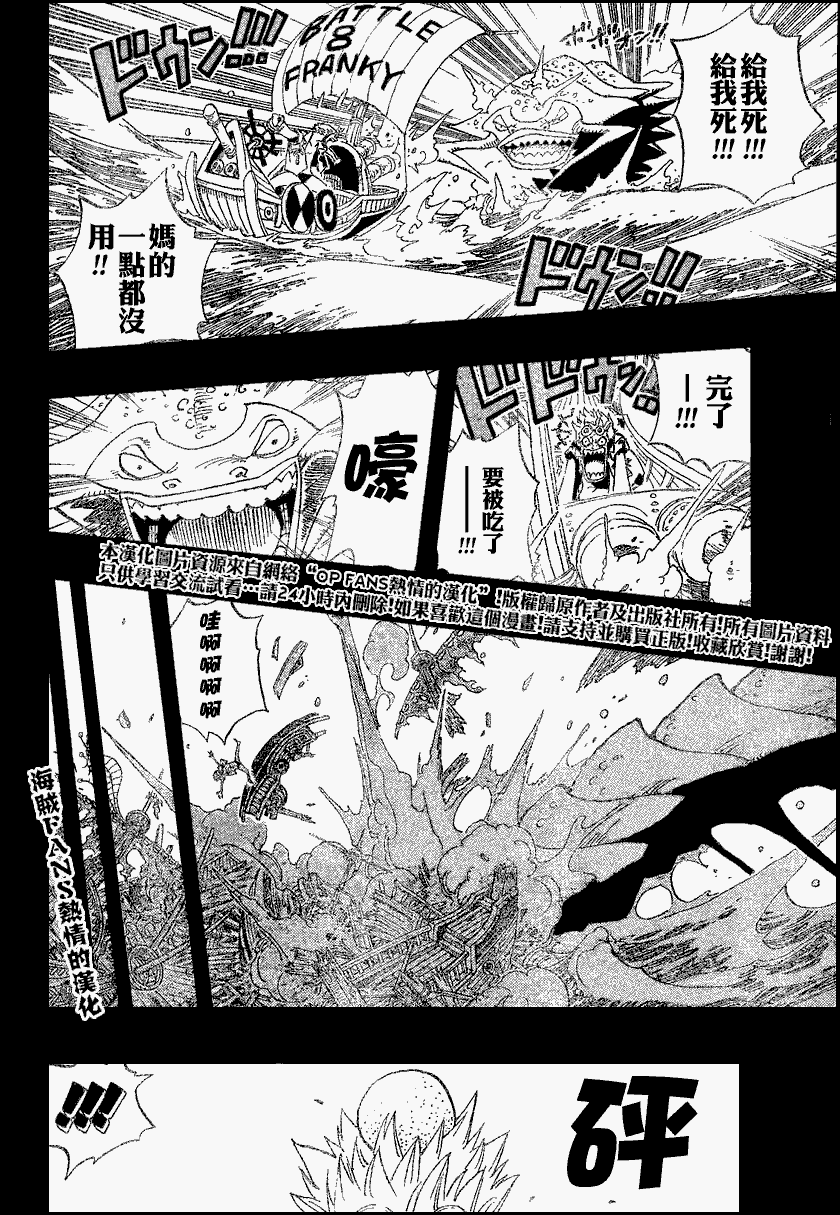 給我死!!!
給我死!!!
ボボボオン!!
BATTLE
8
FRANKY
ドウン!!!
媽的
一點都沒
用!!
ドウン!!
完了
——!!!
ドドウン!!
要被吃了
——!!!
嚎
本漢化圖片資源來自網絡“OP FANS熱情的漢化”!版權歸原作者及出版社所有!所有圖片資料
只供學習交流試看…請24小時內刪除!如果喜歡這個漫畫!請支持並購買正版!收藏欣賞!謝謝!
哇啊啊啊啊
海賊FANS熱情的漢化
砰
!!!